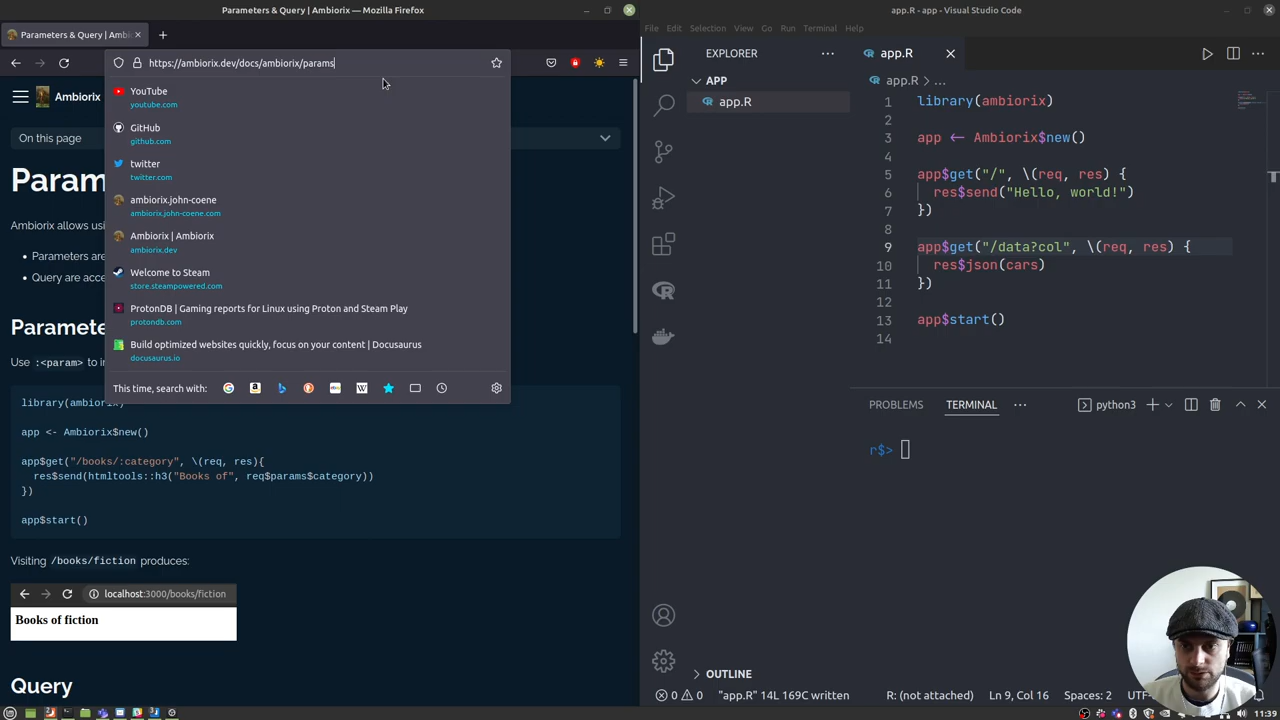 Parameters & Query | Ambiorix — Mozilla Firefox
Parameters & Query | Ambi
https://ambiorix.dev/docs/ambiorix/params
YouTube
youtube.com
GitHub
github.com
twitter
twitter.com
ambiorix.john-coene
ambiorix.john-coene.com
Ambiorix | Ambiorix
ambiorix.dev
Welcome to Steam
store.steampowered.com
ProtonDB | Gaming reports for Linux using Proton and Steam Play
protondb.com
Build optimized websites quickly, focus on your content | Docusaurus
docusaurus.io
This time, search with:
Ambiorix
On this page
Param
Ambiorix allows usin
Parameters are
Query are acce
Paramete
Use :<param> to i
library(ambiorix)
app <- Ambiorix$new()
app$get("/books/:category", \(req, res){
res$send(htmltools::h3("Books of", req$params$category))
})
app$start()
Visiting /books/fiction produces:
localhost:3000/books/fiction
Books of fiction
Query
app.R - app - Visual Studio Code
File Edit Selection View Go Run Terminal Help
EXPLORER
APP
app.R
app.R
app.R > ...
1 library(ambiorix)
2
3 app ← Ambiorix$new()
4
5 app$get("/", \(req, res) {
6 res$send("Hello, world!")
7 })
8
9 app$get("/data?col", \(req, res) {
10 res$json(cars)
11 })
12
13 app$start()
14
PROBLEMS TERMINAL ... python3
r$>
OUTLINE
0 0 "app.R" 14L 169C written R: (not attached) Ln 9, Col 16 Spaces: 2 UTF-
11:39